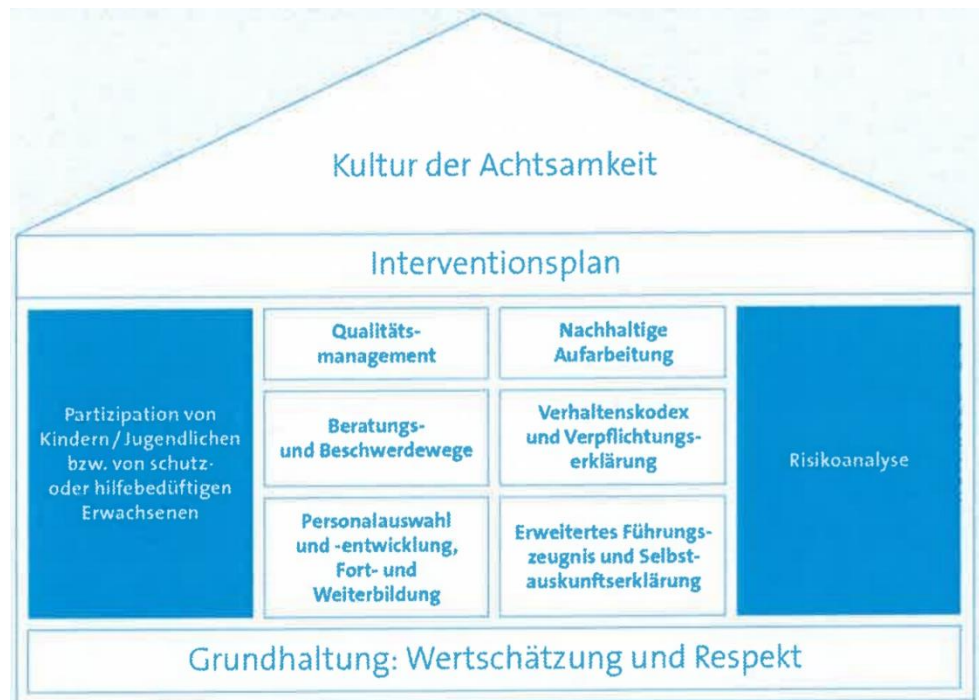 Kultur der Achtsamkeit
Interventionsplan
Partizipation von
Kindern / Jugendlichen
bzw. von schutz-
oder hilfebedüftigen
Erwachsenen
Qualitäts-
management
Nachhaltige
Aufarbeitung
Beratungs-
und Beschwerdewege
Verhaltenskodex
und Verpflichtungs-
erklärung
Personalauswahl
und -entwicklung,
Fort- und
Weiterbildung
Erweitertes Führungs-
zeugnis und Selbst-
auskunftserklärung
Risikoanalyse
Grundhaltung: Wertschätzung und Respekt